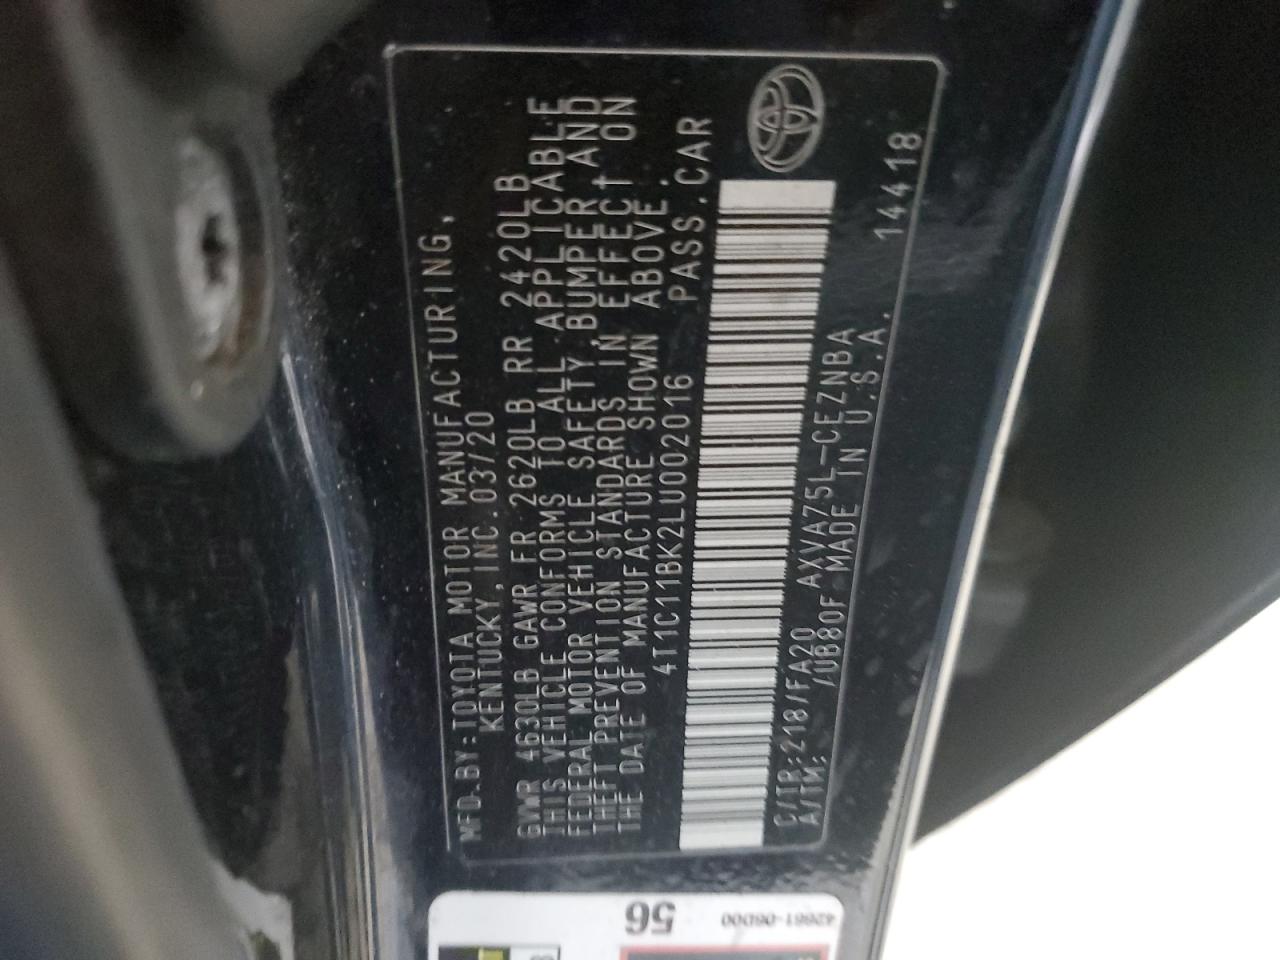 MFD.BY:TOYOTA MOTOR MANUFACTURING,
KENTUCKY,INC.03/20
GVWR 4630LB GAWR FR 2620LB RR 2420LB
THIS VEHICLE CONFORMS TO ALL APPLICABLE
FEDERAL MOTOR VEHICLE SAFETY,BUMPER,AND
THEFT PREVENTION STANDARDS IN EFFECT ON
THE DATE OF MANUFACTURE SHOWN ABOVE.
4T1C11BK2LU002016 PASS.CAR
C/TR:218/FA20 AXVA75L-CEZNBA
A/TM: /UB80F MADE IN U.S.A. 14418
56
42661-06D00